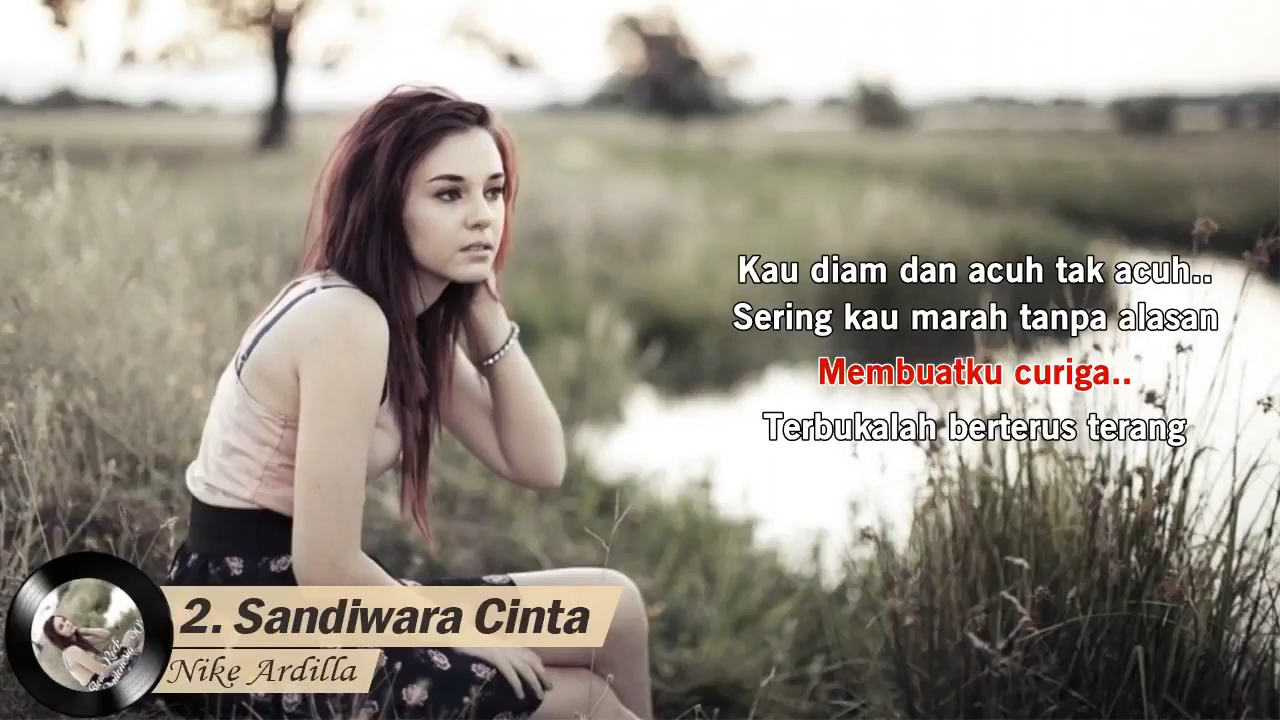 Kau diam dan acuh tak acuh..
Sering kau marah tanpa alasan
Membuatku curiga..
Terbukalah berterus terang
2. Sandiwara Cinta
Nike Ardilla